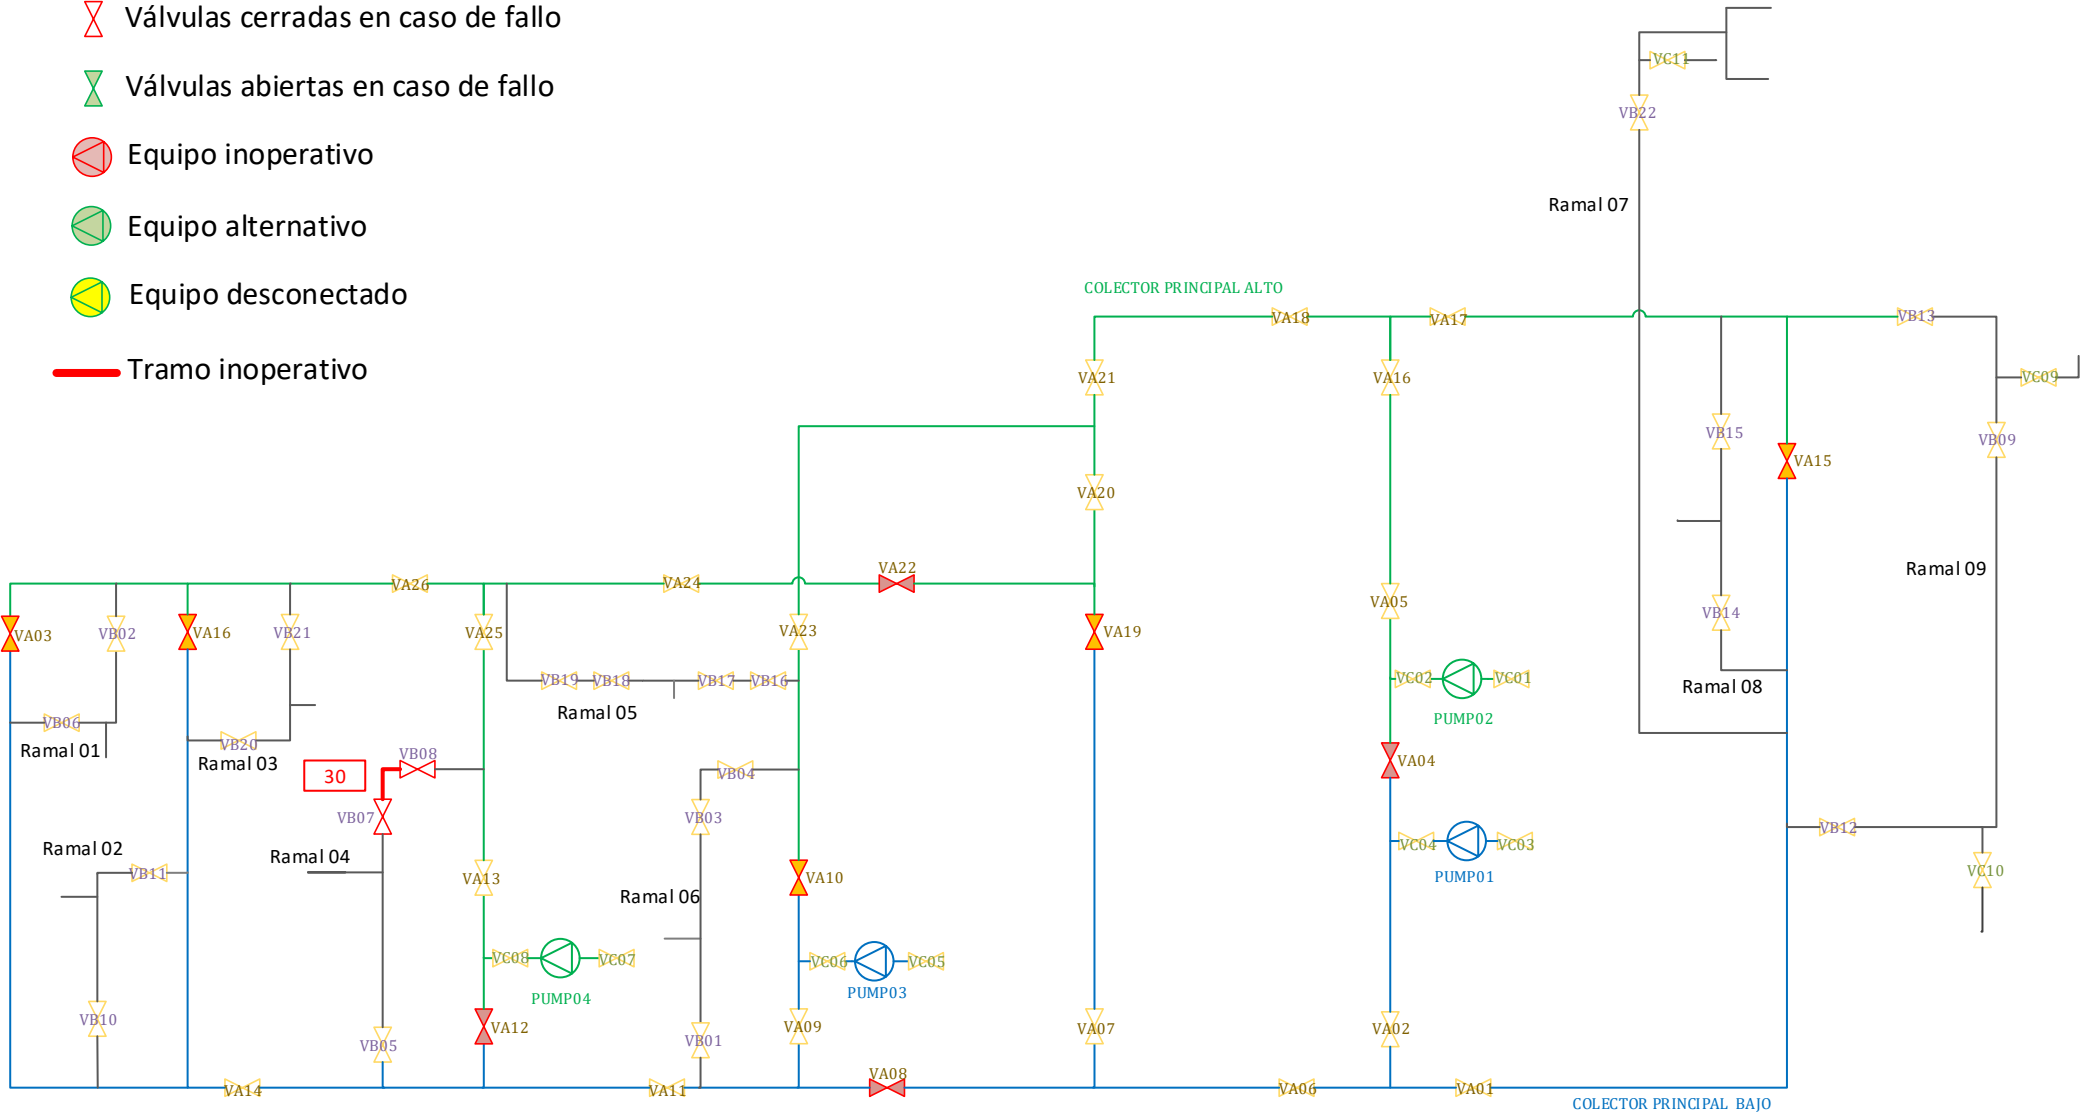 Válvulas cerradas en caso de fallo
Válvulas abiertas en caso de fallo
Equipo inoperativo
Equipo alternativo
Equipo desconectado
Tramo inoperativo
VC11
VB22
Ramal 07
COLECTOR PRINCIPAL ALTO
VA18
VA17
VB13
VA21
VA16
VC09
VB15
VB09
VA15
VA20
VA22
VA26
VA24
Ramal 09
VA05
VB14
VA03
VB02
VA16
VB21
VA25
VA23
VA19
VB19
VB18
VB17
VB16
VC02
VC01
Ramal 08
Ramal 05
PUMP02
VB06
Ramal 01
VB20
Ramal 03
VB08
30
VB04
VA04
VB07
VB03
VB12
Ramal 02
VC04
VC03
Ramal 04
VB11
VA13
VA10
PUMP01
VC10
Ramal 06
VC08
VC07
VC06
VC05
PUMP04
PUMP03
VB10
VA12
VA09
VA07
VA02
VB05
VB01
VA08
VA14
VA11
VA06
VA01
COLECTOR PRINCIPAL BAJO